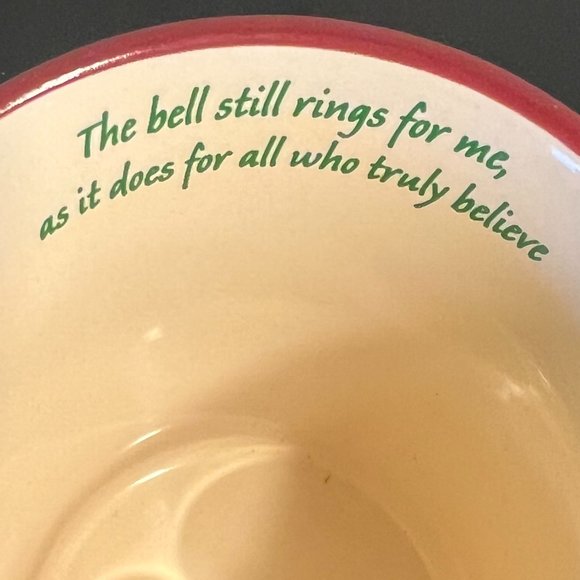 The bell still rings for me,
as it does for all who truly believe